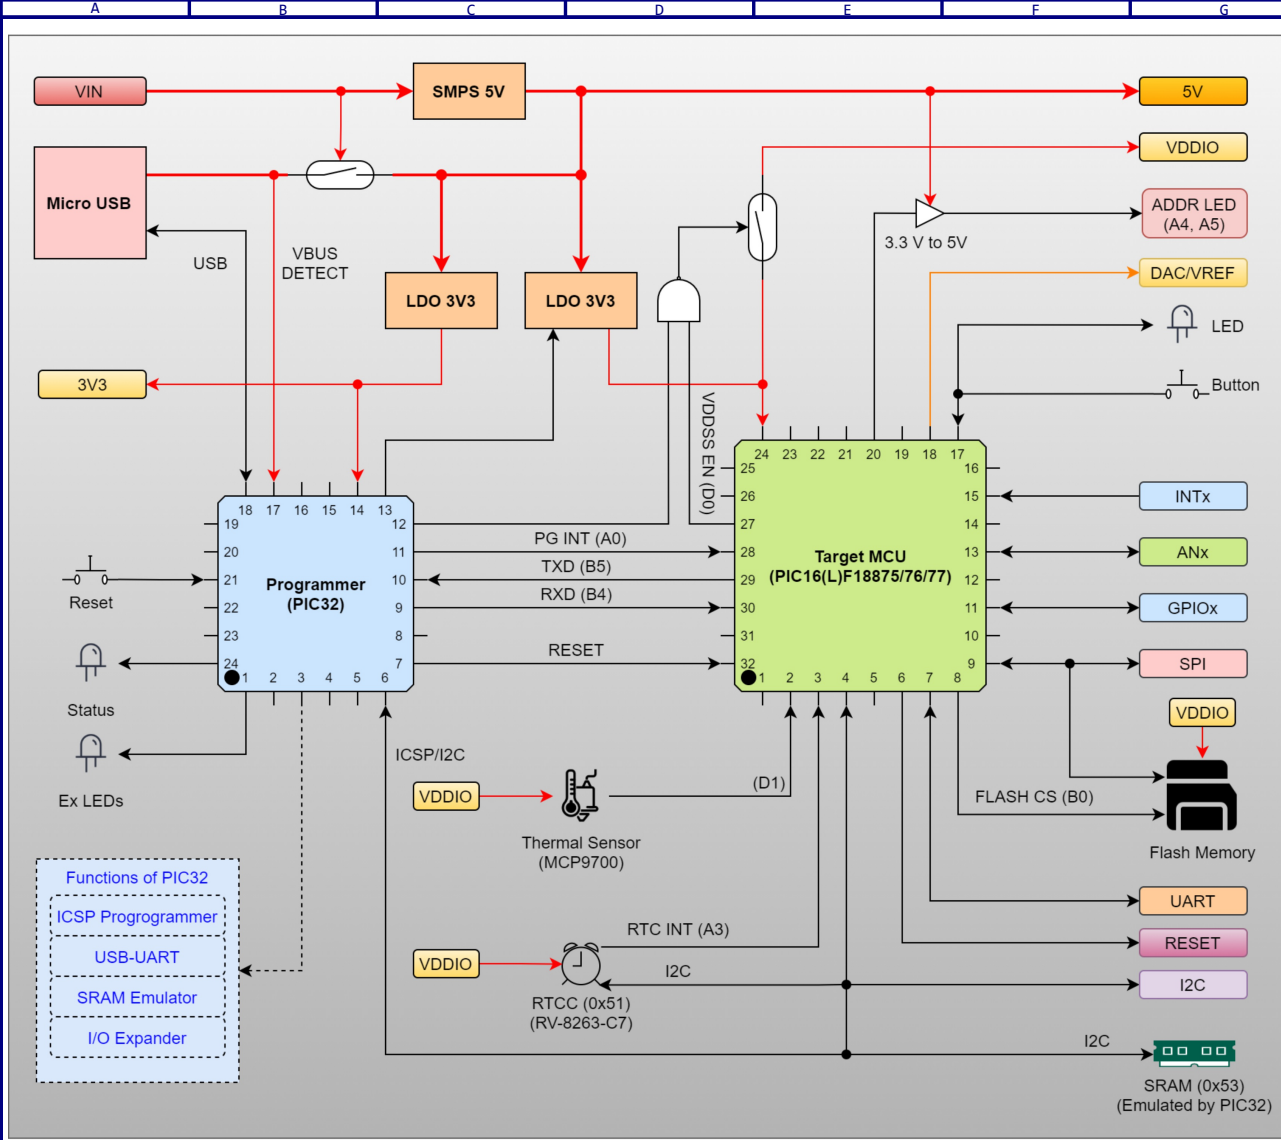 A B C D E F G
VIN
SMPS 5V
5V
VDDIO
Micro USB
ADDR LED
(A4, A5)
3.3 V to 5V
USB
VBUS
DETECT
DAC/VREF
LDO 3V3
LDO 3V3
LED
3V3
Button
VDDSS EN (D0)
24 23 22 21 20 19 18 17
25
16
26
15
INTx
18 17 16 15 14 13
19
12
27
14
PG INT (A0)
20
11
28
13
ANx
Target MCU
(PIC16(L)F18875/76/77)
TXD (B5)
21
10
29
12
Programmer
(PIC32)
Reset
RXD (B4)
22
9
30
11
GPIOx
23
8
31
10
RESET
24
7
32
9
SPI
1 2 3 4 5 6
1 2 3 4 5 6 7 8
Status
VDDIO
ICSP/I2C
(D1)
VDDIO
FLASH CS (B0)
Ex LEDs
Thermal Sensor
(MCP9700)
Flash Memory
Functions of PIC32
ICSP Progrogrammer
USB-UART
SRAM Emulator
I/O Expander
UART
RTC INT (A3)
RESET
VDDIO
I2C
I2C
RTCC (0x51)
(RV-8263-C7)
I2C
SRAM (0x53)
(Emulated by PIC32)